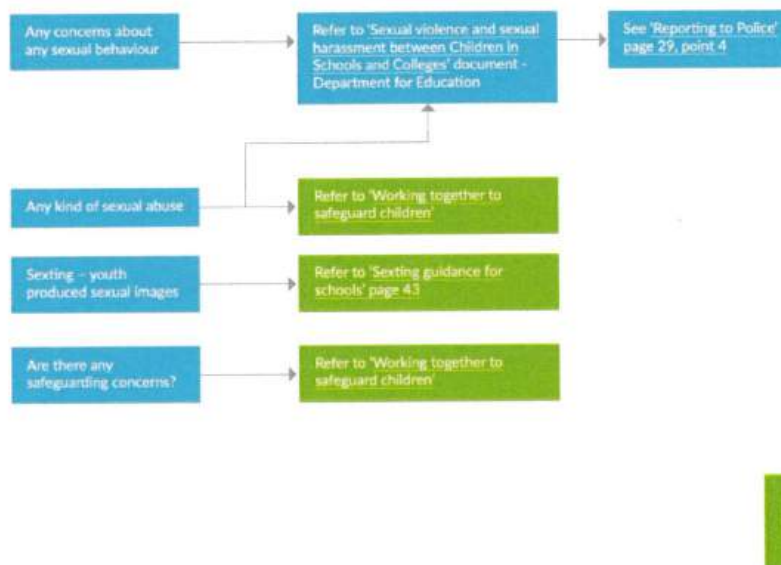 Any concerns about
any sexual behaviour
Refer to 'Sexual violence and sexual
harassment between Children in
Schools and Colleges' document -
Department for Education
See 'Reporting to Police'
page 29, point 4
Any kind of sexual abuse
Refer to 'Working together to
safeguard children'
Sexting – youth
produced sexual images
Refer to 'Sexting guidance for
schools' page 43
Are there any
safeguarding concerns?
Refer to 'Working together to
safeguard children'